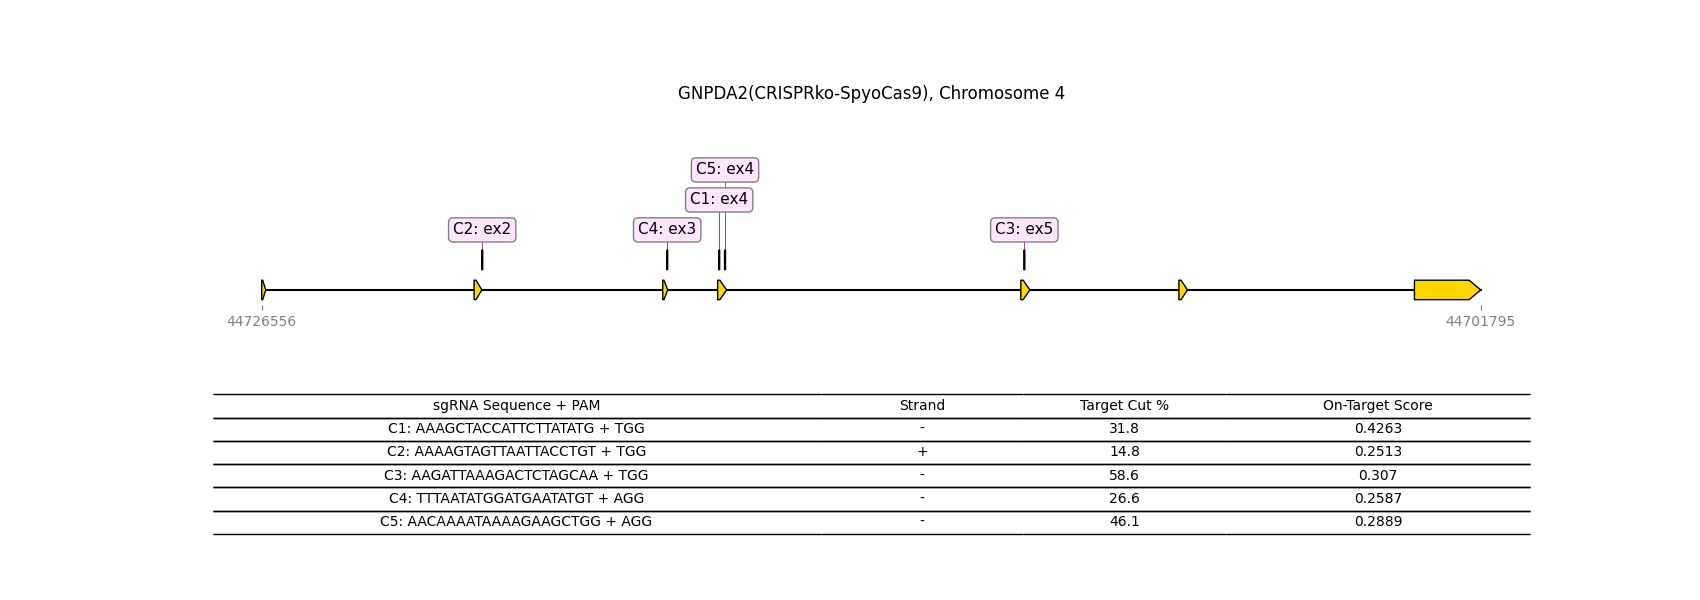 GNPDA2(CRISPRko-SpyoCas9), Chromosome 4
C5: ex4
C1: ex4
C2: ex2 C4: ex3 C3: ex5
44726556 44701795
sgRNA Sequence + PAM Strand Target Cut % On-Target Score
C1: AAAGCTACCATTCTTATATG + TGG - 31.8 0.4263
C2: AAAAGTAGTTAATTACCTGT + TGG + 14.8 0.2513
C3: AAGATTAAAGACTCTAGCAA + TGG - 58.6 0.307
C4: TTTAATATGGATGAATATGT + AGG - 26.6 0.2587
C5: AACAAAATAAAAGAAGCTGG + AGG - 46.1 0.2889